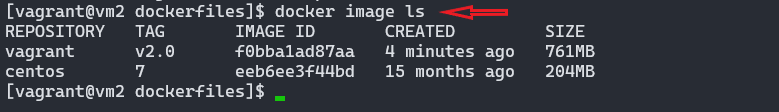 [vagrant@vm2 dockerfiles]$ docker image ls
REPOSITORY TAG IMAGE ID CREATED SIZE
vagrant v2.0 f0bba1ad87aa 4 minutes ago 761MB
centos 7 eeb6ee3f44bd 15 months ago 204MB
[vagrant@vm2 dockerfiles]$